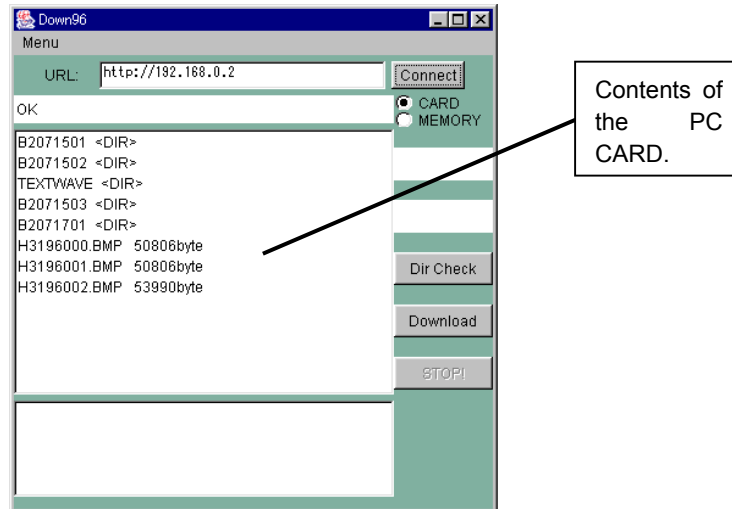 Down96
Menu
URL: http://192.168.0.2 Connect
OK
CARD
MEMORY
B2071501 <DIR>
B2071502 <DIR>
TEXTWAVE <DIR>
B2071503 <DIR>
B2071701 <DIR>
H3196000.BMP 50806byte
H3196001.BMP 50806byte
H3196002.BMP 53990byte
Dir Check
Download
STOP!
Contents of
the PC
CARD.